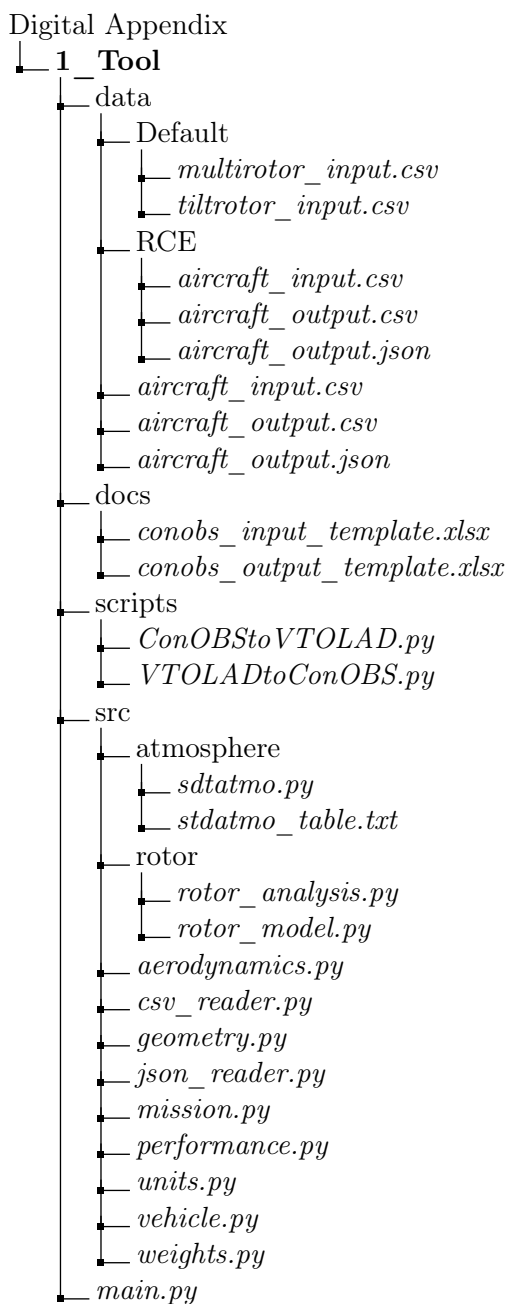 Digital Appendix
1_Tool
data
Default
multirotor_input.csv
tiltrotor_input.csv
RCE
aircraft_input.csv
aircraft_output.csv
aircraft_output.json
aircraft_input.csv
aircraft_output.csv
aircraft_output.json
docs
conobs_input_template.xlsx
conobs_output_template.xlsx
scripts
ConOBStoVTOLAD.py
VTOLADtoConOBS.py
src
atmosphere
sdtatmo.py
stdatmo_table.txt
rotor
rotor_analysis.py
rotor_model.py
aerodynamics.py
csv_reader.py
geometry.py
json_reader.py
mission.py
performance.py
units.py
vehicle.py
weights.py
main.py